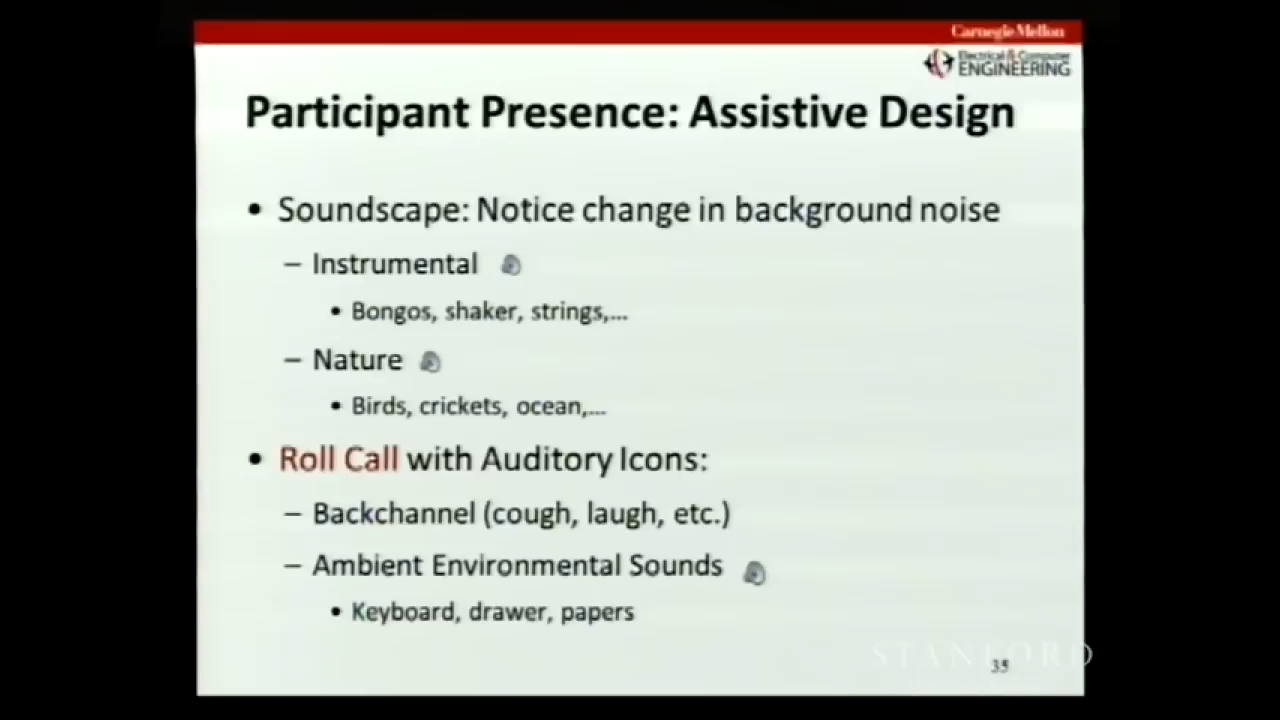 Carnegie Mellon
Electrical & Computer
ENGINEERING
Participant Presence: Assistive Design
• Soundscape: Notice change in background noise
– Instrumental
• Bongos, shaker, strings,...
– Nature
• Birds, crickets, ocean,...
• Roll Call with Auditory Icons:
– Backchannel (cough, laugh, etc.)
– Ambient Environmental Sounds
• Keyboard, drawer, papers
STANFORD
35